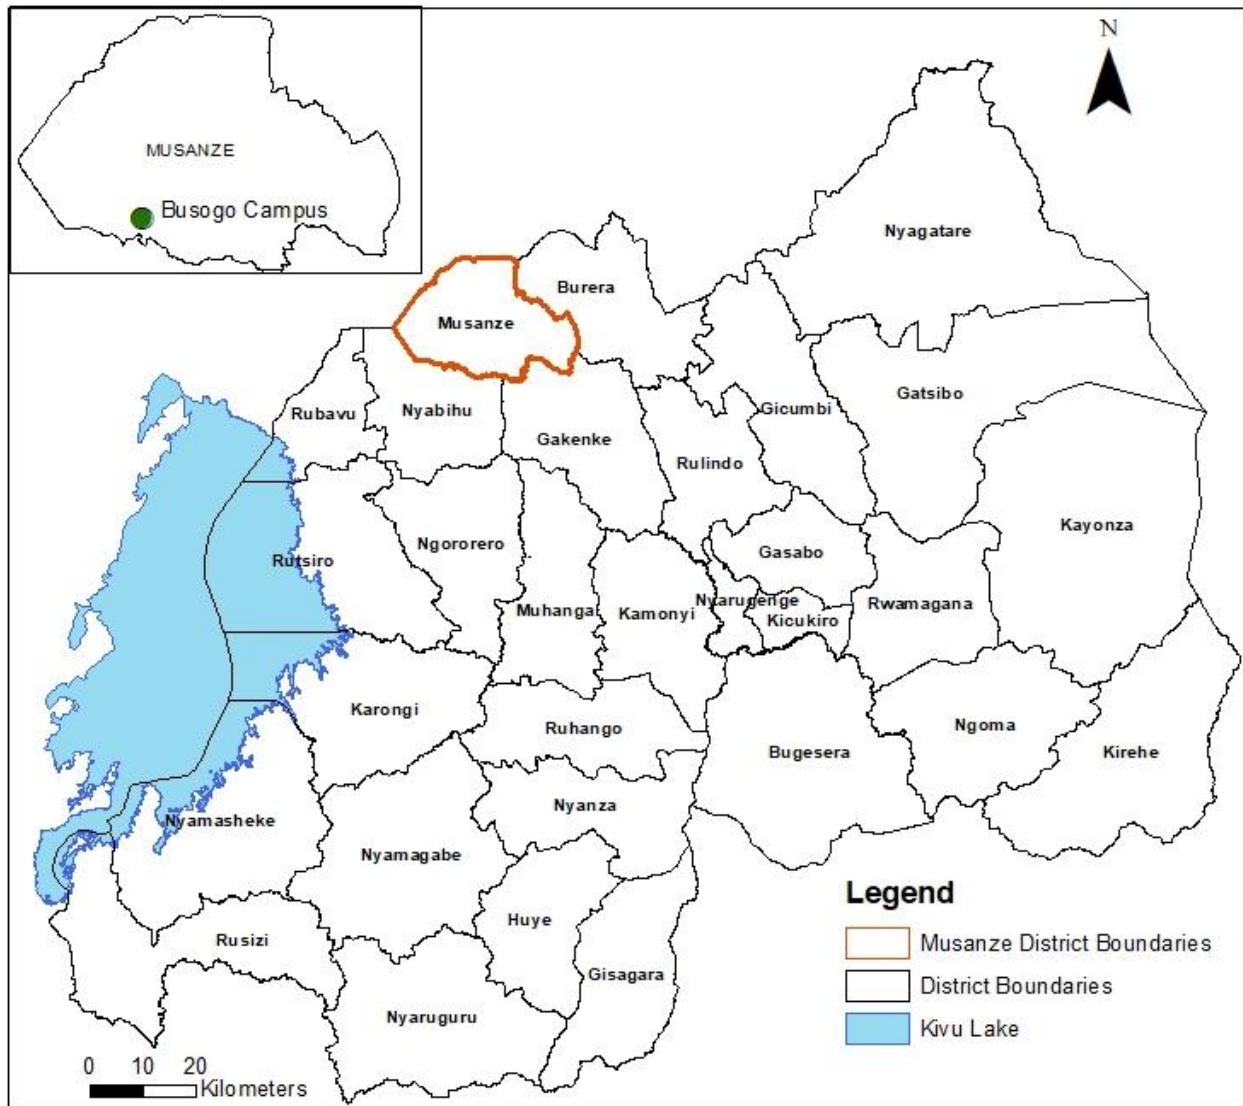 N
MUSANZE
Busogo Campus
Nyagatare
Burera
Musanze
Gatsibo
Gicumbi
Rubavu
Nyabihu
Gakenke
Rulindo
Kayonza
Ngororero
Gasabo
Rutsiro
Nyarugenge
Rwamagana
Muhanga
Kamonyi
Kicukiro
Karongi
Ruhango
Ngoma
Bugesera
Kirehe
Nyanza
Nyamasheke
Nyamagabe
Huye
Rusizi
Gisagara
Nyaruguru
Legend
Musanze District Boundaries
District Boundaries
Kivu Lake
0 10 20
Kilometers